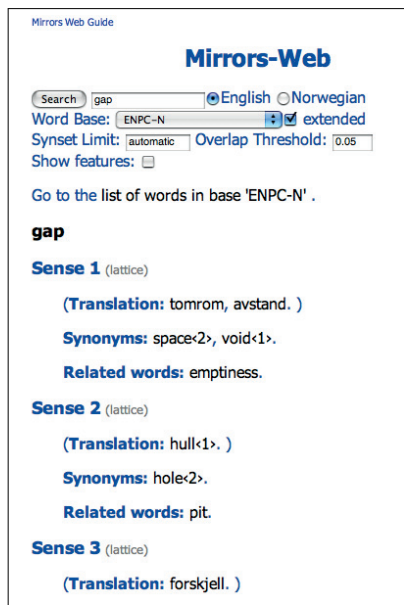 Mirrors Web Guide
Mirrors-Web
Search gap English Norwegian
Word Base: ENPC-N extended
Synset Limit: automatic Overlap Threshold: 0.05
Show features:
Go to the list of words in base 'ENPC-N' .
gap
Sense 1 (lattice)
(Translation: tomrom, avstand. )
Synonyms: space<2>, void<1>.
Related words: emptiness.
Sense 2 (lattice)
(Translation: hull<1>. )
Synonyms: hole<2>.
Related words: pit.
Sense 3 (lattice)
(Translation: forskjell. )